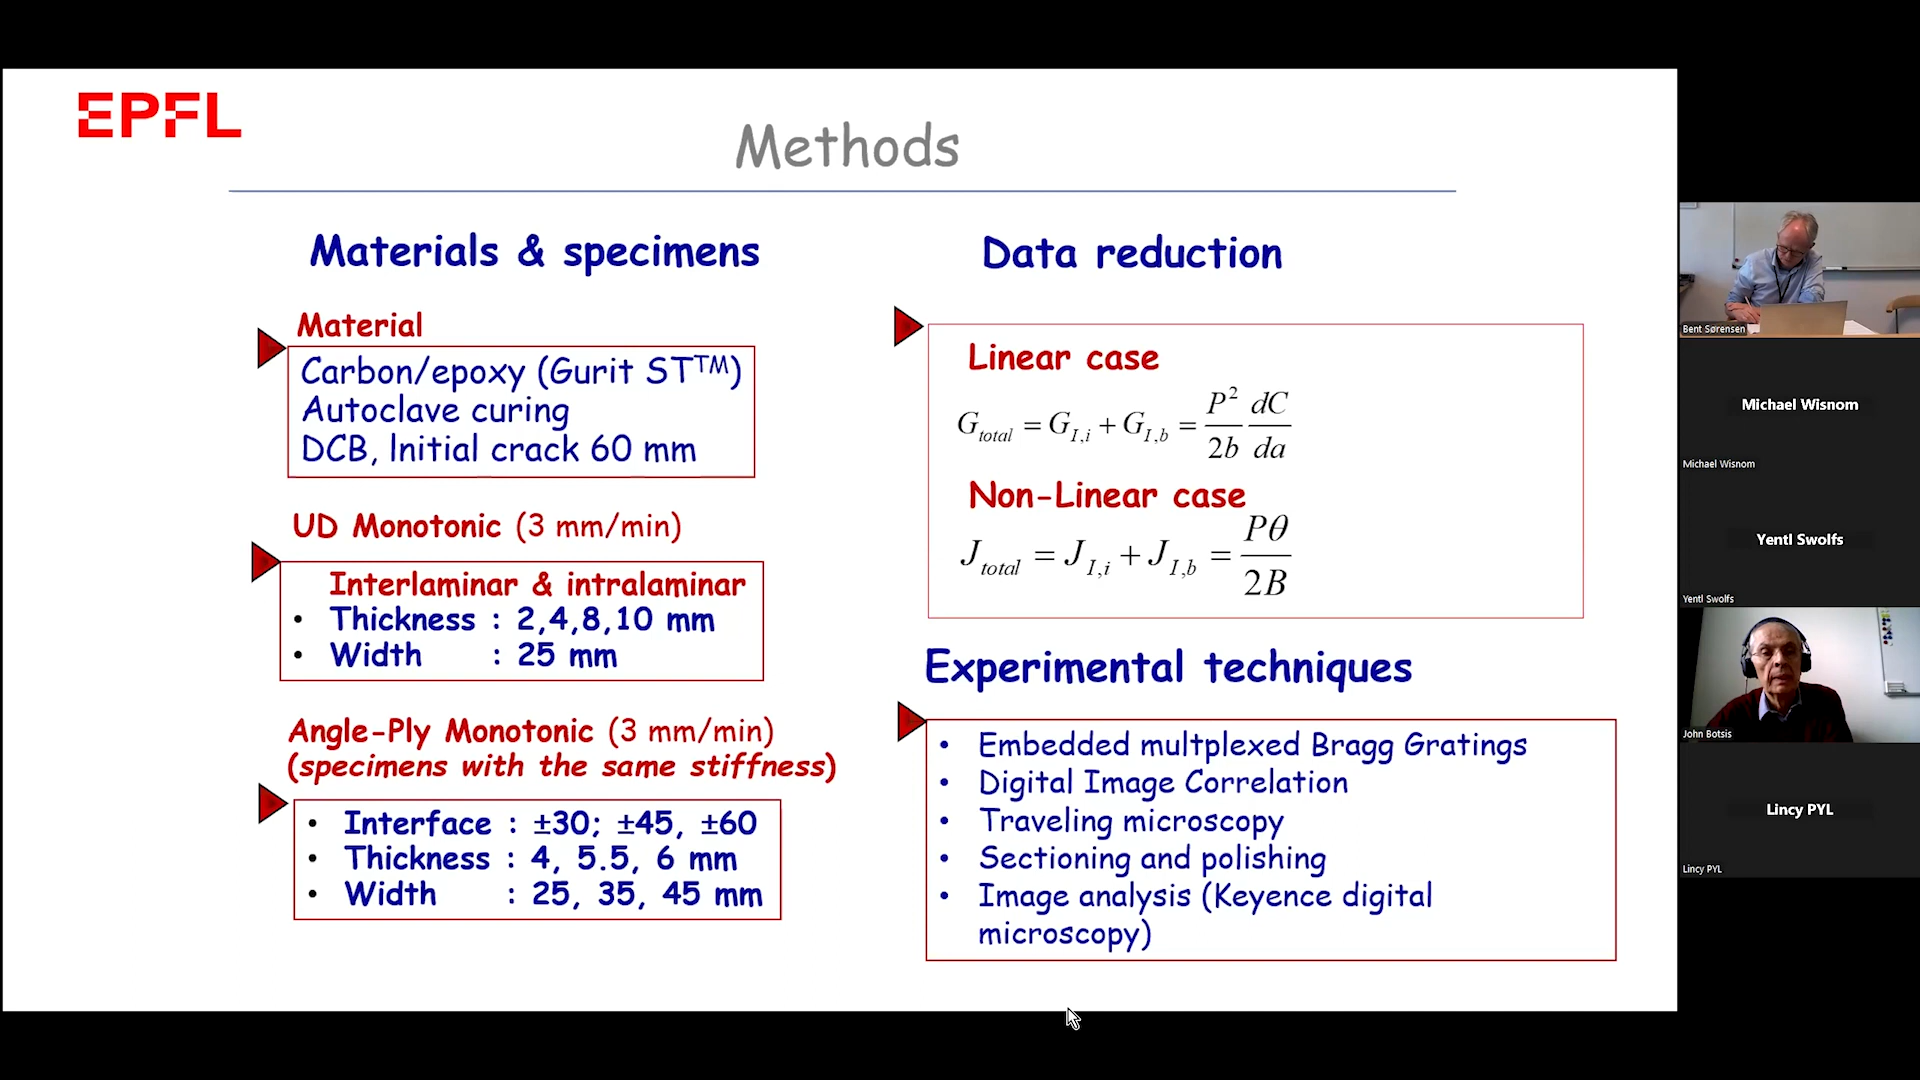 EPFL
Methods
Materials & specimens
Material
Carbon/epoxy (Gurit ST™)
Autoclave curing
DCB, Initial crack 60 mm
UD Monotonic (3 mm/min)
Interlaminar & intralaminar
• Thickness : 2,4,8,10 mm
• Width : 25 mm
Angle-Ply Monotonic (3 mm/min)
(specimens with the same stiffness)
• Interface : ±30; ±45, ±60
• Thickness : 4, 5.5, 6 mm
• Width : 25, 35, 45 mm
Data reduction
Linear case
G_total = G_I,i + G_I,b = P²/2b dC/da
Non-Linear case
J_total = J_I,i + J_I,b = Pθ/2B
Experimental techniques
• Embedded multplexed Bragg Gratings
• Digital Image Correlation
• Traveling microscopy
• Sectioning and polishing
• Image analysis (Keyence digital
microscopy)
Bent Sørensen
Michael Wisnom
Michael Wisnom
Yentl Swolfs
Yentl Swolfs
John Botsis
Lincy PYL
Lincy PYL